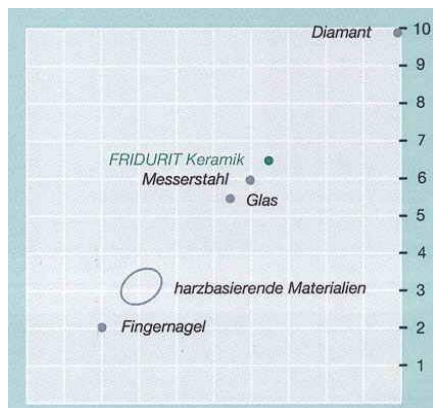 Diamant
10
9
8
7
FRIDURIT Keramik
Messerstahl
6
Glas
5
4
harzbasierende Materialien
3
Fingernagel
2
1